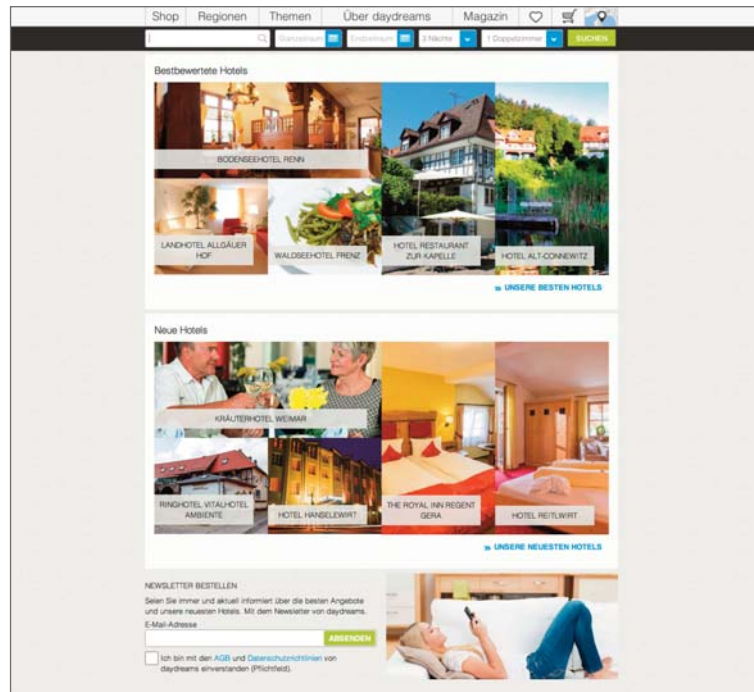 Shop Regionen Themen Über daydreams Magazin
3 Nächte 1 Doppelzimmer SUCHEN
Bestbewertete Hotels
BODENSEEHOTEL RENN
LANDHOTEL ALLGÄUER
HOF
WALDSEEHOTEL FRENZ
HOTEL RESTAURANT
ZUR KAPELLE
HOTEL ALT-CONNEWITZ
» UNSERE BESTEN HOTELS
Neue Hotels
KRÄUTERHOTEL WEIMAR
RINGHOTEL VITALHOTEL
AMBIENTE
HOTEL HANSELEWIRT
THE ROYAL INN REGENT
GERA
HOTEL REITLWIRT
» UNSERE NEUESTEN HOTELS
NEWSLETTER BESTELLEN
Seien Sie immer und aktuell informiert über die besten Angebote
und unsere neuesten Hotels. Mit dem Newsletter von daydreams.
E-Mail-Adresse
ABSENDEN
Ich bin mit den AGB und Datenschutzrichtlinien von
daydreams einverstanden (Pflichtfeld).